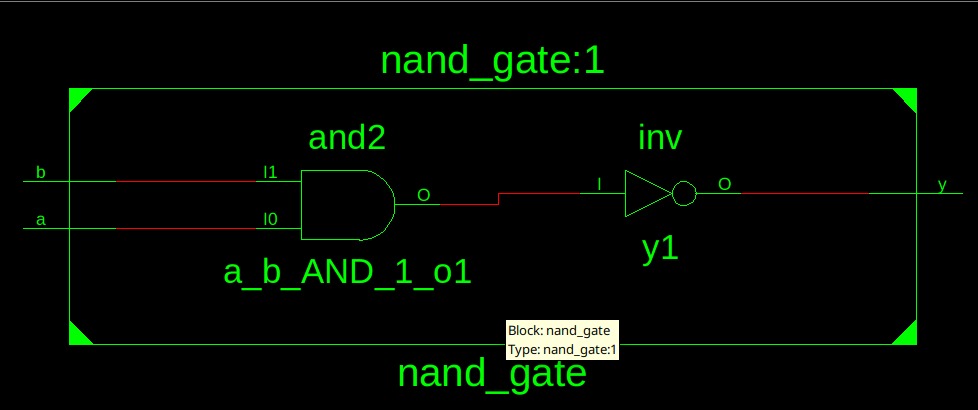 nand_gate:1
and2
inv
b
I1
I
O
y
O
a
I0
y1
a_b_AND_1_o1
Block: nand_gate
Type: nand_gate:1
nand_gate